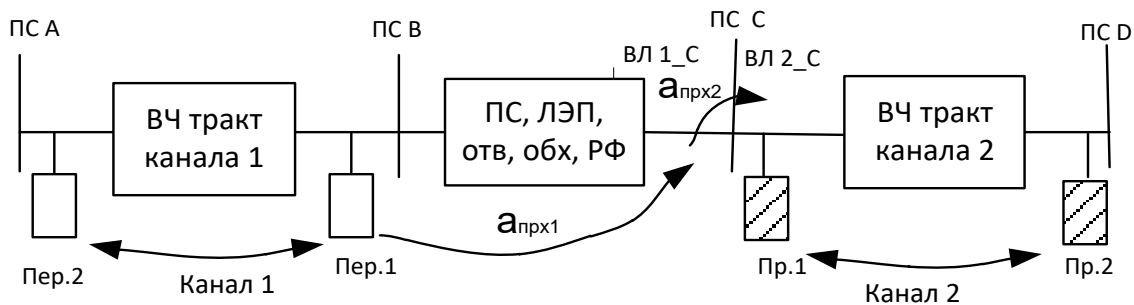 ПС A
ПС B
ПС C
ПС D
ВЛ 1_С
ВЛ 2_С
aпрх2
ВЧ тракт
канала 1
ПС, ЛЭП,
отв, обх, РФ
ВЧ тракт
канала 2
aпрх1
Пер.2
Канал 1
Пер.1
Пр.1
Канал 2
Пр.2